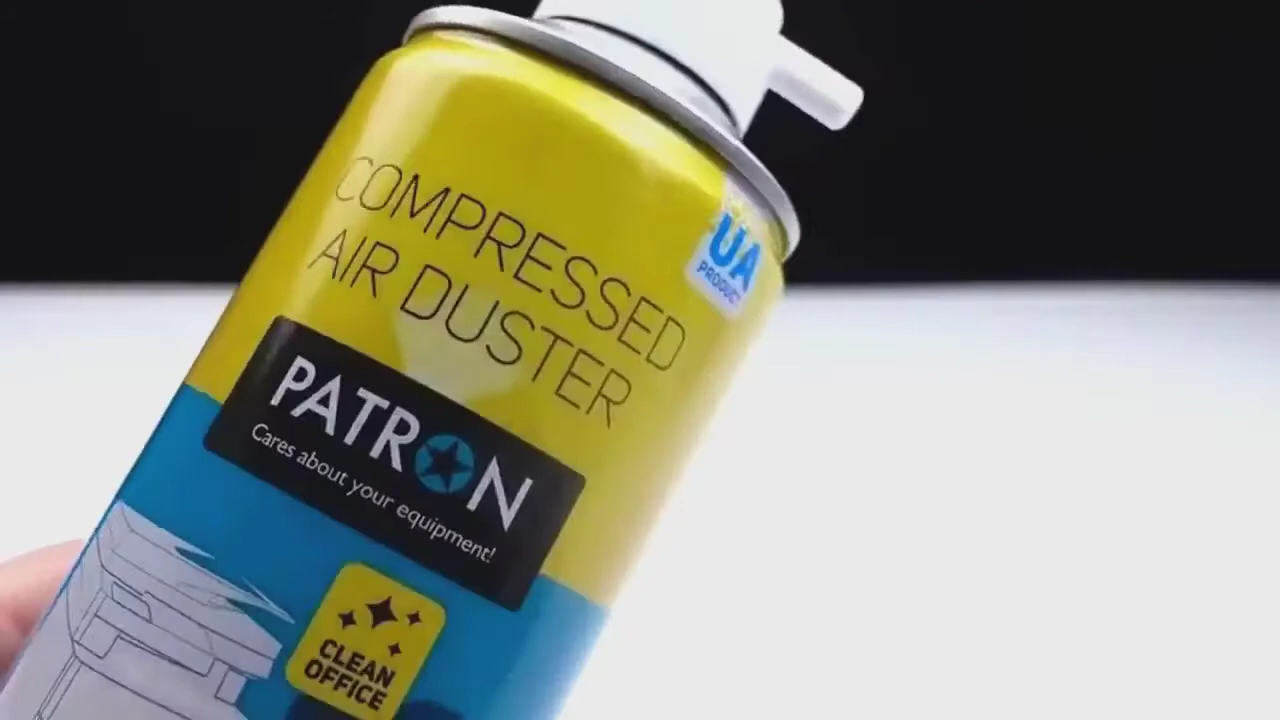 COMPRESSED
AIR DUSTER
UA
PRODUCT
PATRON
Cares about your equipment!
CLEAN
OFFICE